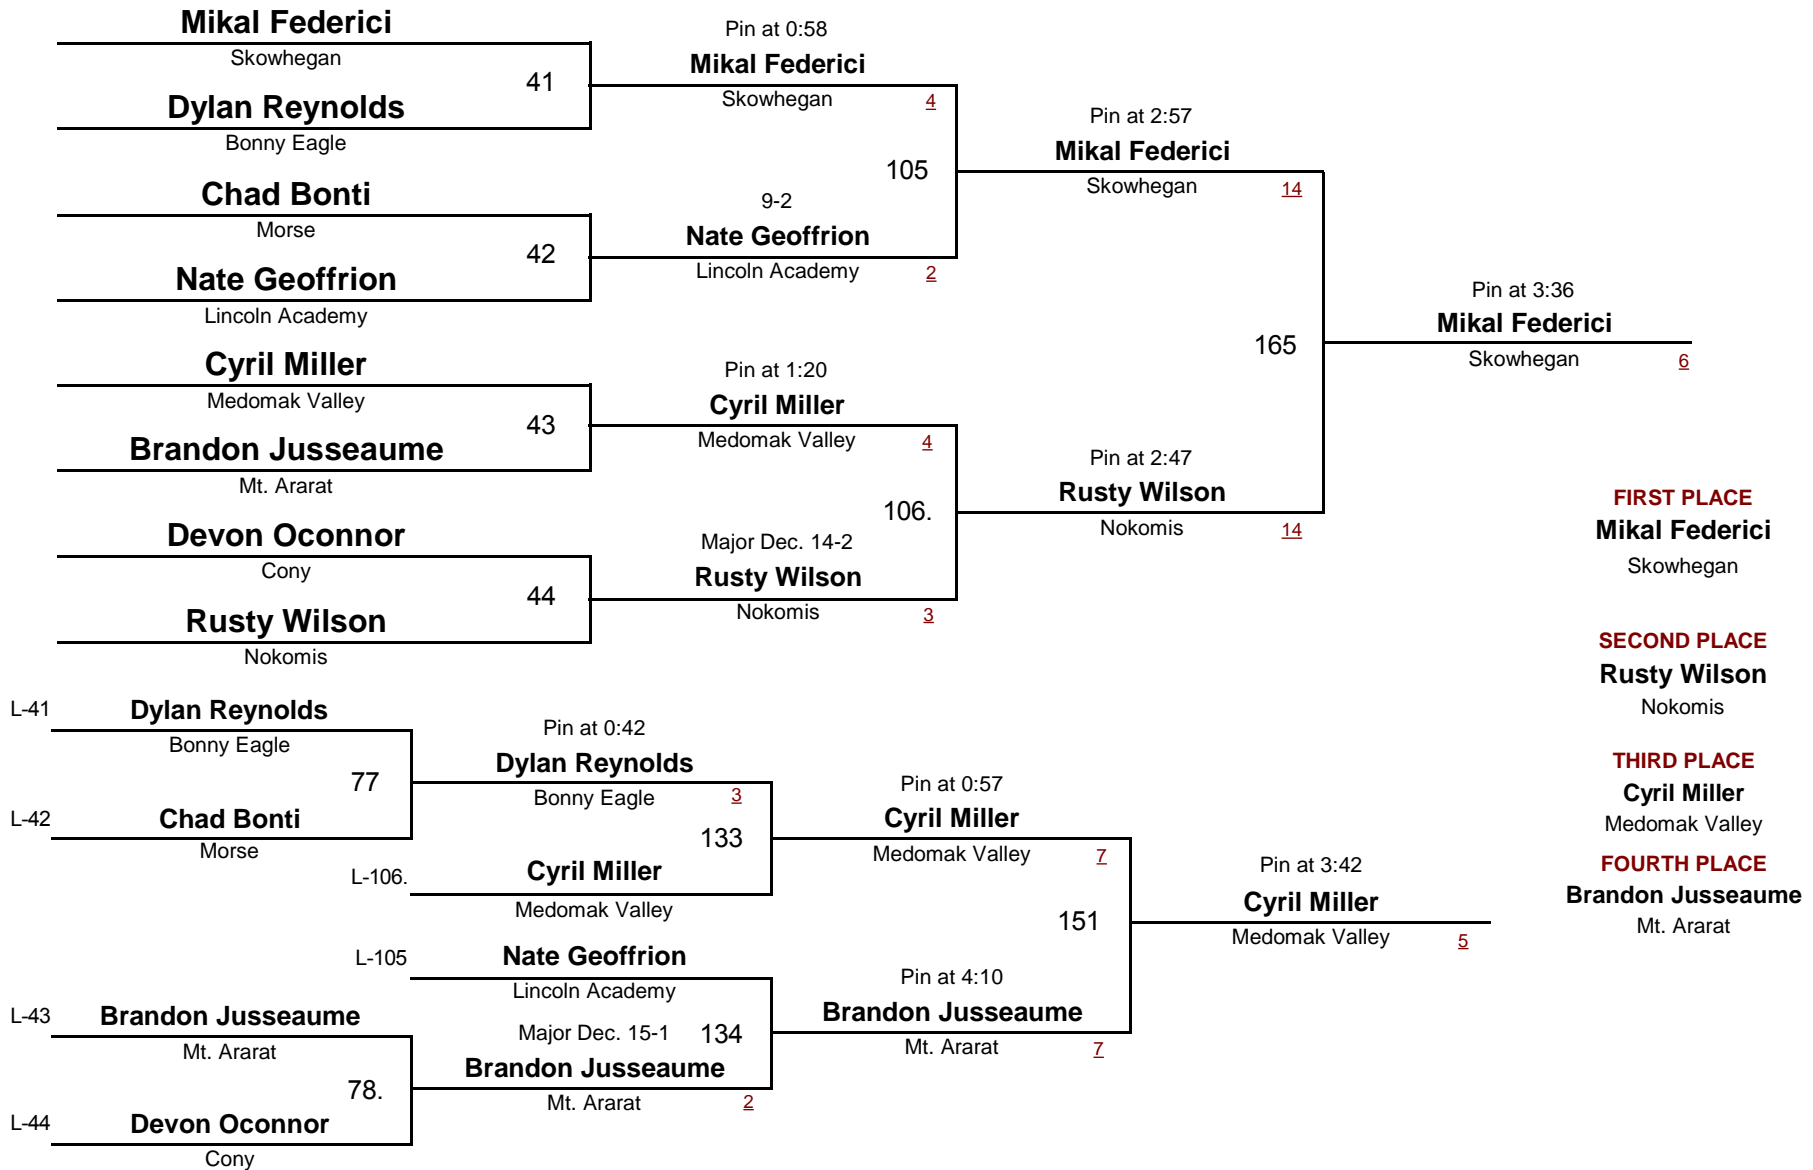 Mikal Federici
Skowhegan
41
Dylan Reynolds
Bonny Eagle
Pin at 0:58
Mikal Federici
Skowhegan
4
Chad Bonti
Morse
42
Nate Geoffrion
Lincoln Academy
105
9-2
Nate Geoffrion
Lincoln Academy
2
Pin at 2:57
Mikal Federici
Skowhegan
14
Cyril Miller
Medomak Valley
43
Brandon Jusseaume
Mt. Ararat
Pin at 1:20
Cyril Miller
Medomak Valley
4
Devon Oconnor
Cony
44
Rusty Wilson
Nokomis
106.
Major Dec. 14-2
Rusty Wilson
Nokomis
3
Pin at 2:47
Rusty Wilson
Nokomis
14
165
Pin at 3:36
Mikal Federici
Skowhegan
6
FIRST PLACE
Mikal Federici
Skowhegan
SECOND PLACE
Rusty Wilson
Nokomis
THIRD PLACE
Cyril Miller
Medomak Valley
FOURTH PLACE
Brandon Jusseaume
Mt. Ararat
L-41
Dylan Reynolds
Bonny Eagle
77
L-42
Chad Bonti
Morse
Pin at 0:42
Dylan Reynolds
Bonny Eagle
3
133
L-106.
Cyril Miller
Medomak Valley
Pin at 0:57
Cyril Miller
Medomak Valley
7
L-105
Nate Geoffrion
Lincoln Academy
134
L-43
Brandon Jusseaume
Mt. Ararat
78.
L-44
Devon Oconnor
Cony
Major Dec. 15-1
Brandon Jusseaume
Mt. Ararat
2
151
Pin at 4:10
Brandon Jusseaume
Mt. Ararat
7
Pin at 3:42
Cyril Miller
Medomak Valley
5